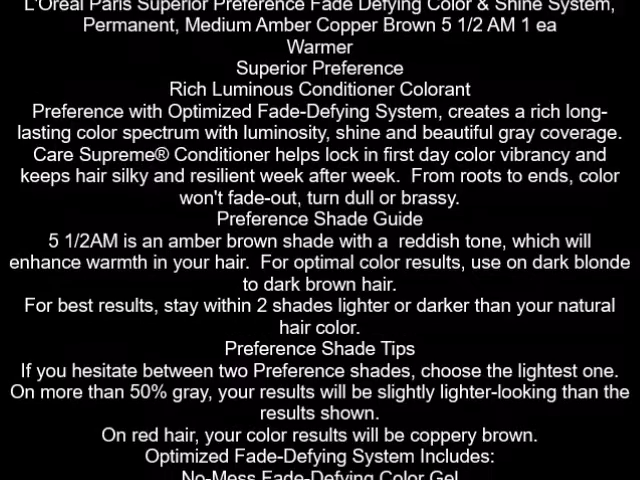 L'Oreal Paris Superior Preference Fade Defying Color & Shine System,
Permanent, Medium Amber Copper Brown 5 1/2 AM 1 ea
Warmer
Superior Preference
Rich Luminous Conditioner Colorant
Preference with Optimized Fade-Defying System, creates a rich long-
lasting color spectrum with luminosity, shine and beautiful gray coverage.
Care Supreme® Conditioner helps lock in first day color vibrancy and
keeps hair silky and resilient week after week.  From roots to ends, color
won't fade-out, turn dull or brassy.
Preference Shade Guide
5 1/2AM is an amber brown shade with a  reddish tone, which will
enhance warmth in your hair.  For optimal color results, use on dark blonde
to dark brown hair.
For best results, stay within 2 shades lighter or darker than your natural
hair color.
Preference Shade Tips
If you hesitate between two Preference shades, choose the lightest one.
On more than 50% gray, your results will be slightly lighter-looking than the
results shown.
On red hair, your color results will be coppery brown.
Optimized Fade-Defying System Includes:
No-Mess Fade-Defying Color Gel